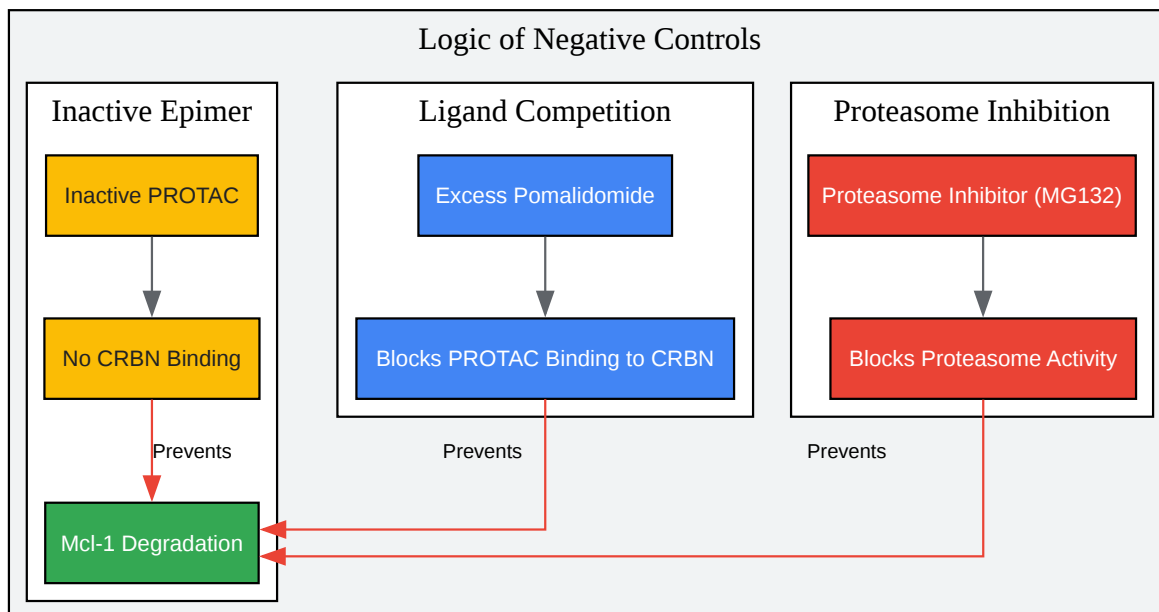 Logic of Negative Controls
Inactive Epimer
Ligand Competition
Proteasome Inhibition
Inactive PROTAC
Excess Pomalidomide
Proteasome Inhibitor (MG132)
No CRBN Binding
Blocks PROTAC Binding to CRBN
Blocks Proteasome Activity
Prevents
Prevents
Prevents
Mcl-1 Degradation